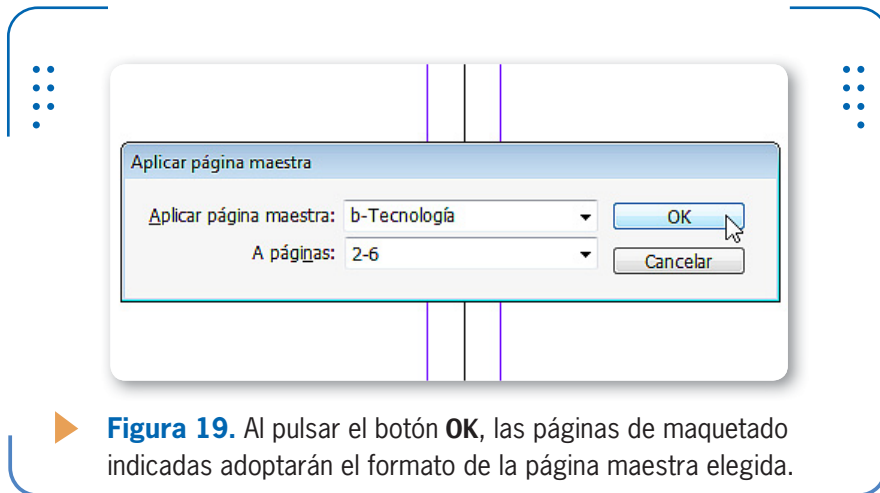 Aplicar página maestra
Aplicar página maestra: b-Tecnología OK
A páginas: 2-6 Cancelar
Figura 19. Al pulsar el botón OK, las páginas de maquetado
indicadas adoptarán el formato de la página maestra elegida.